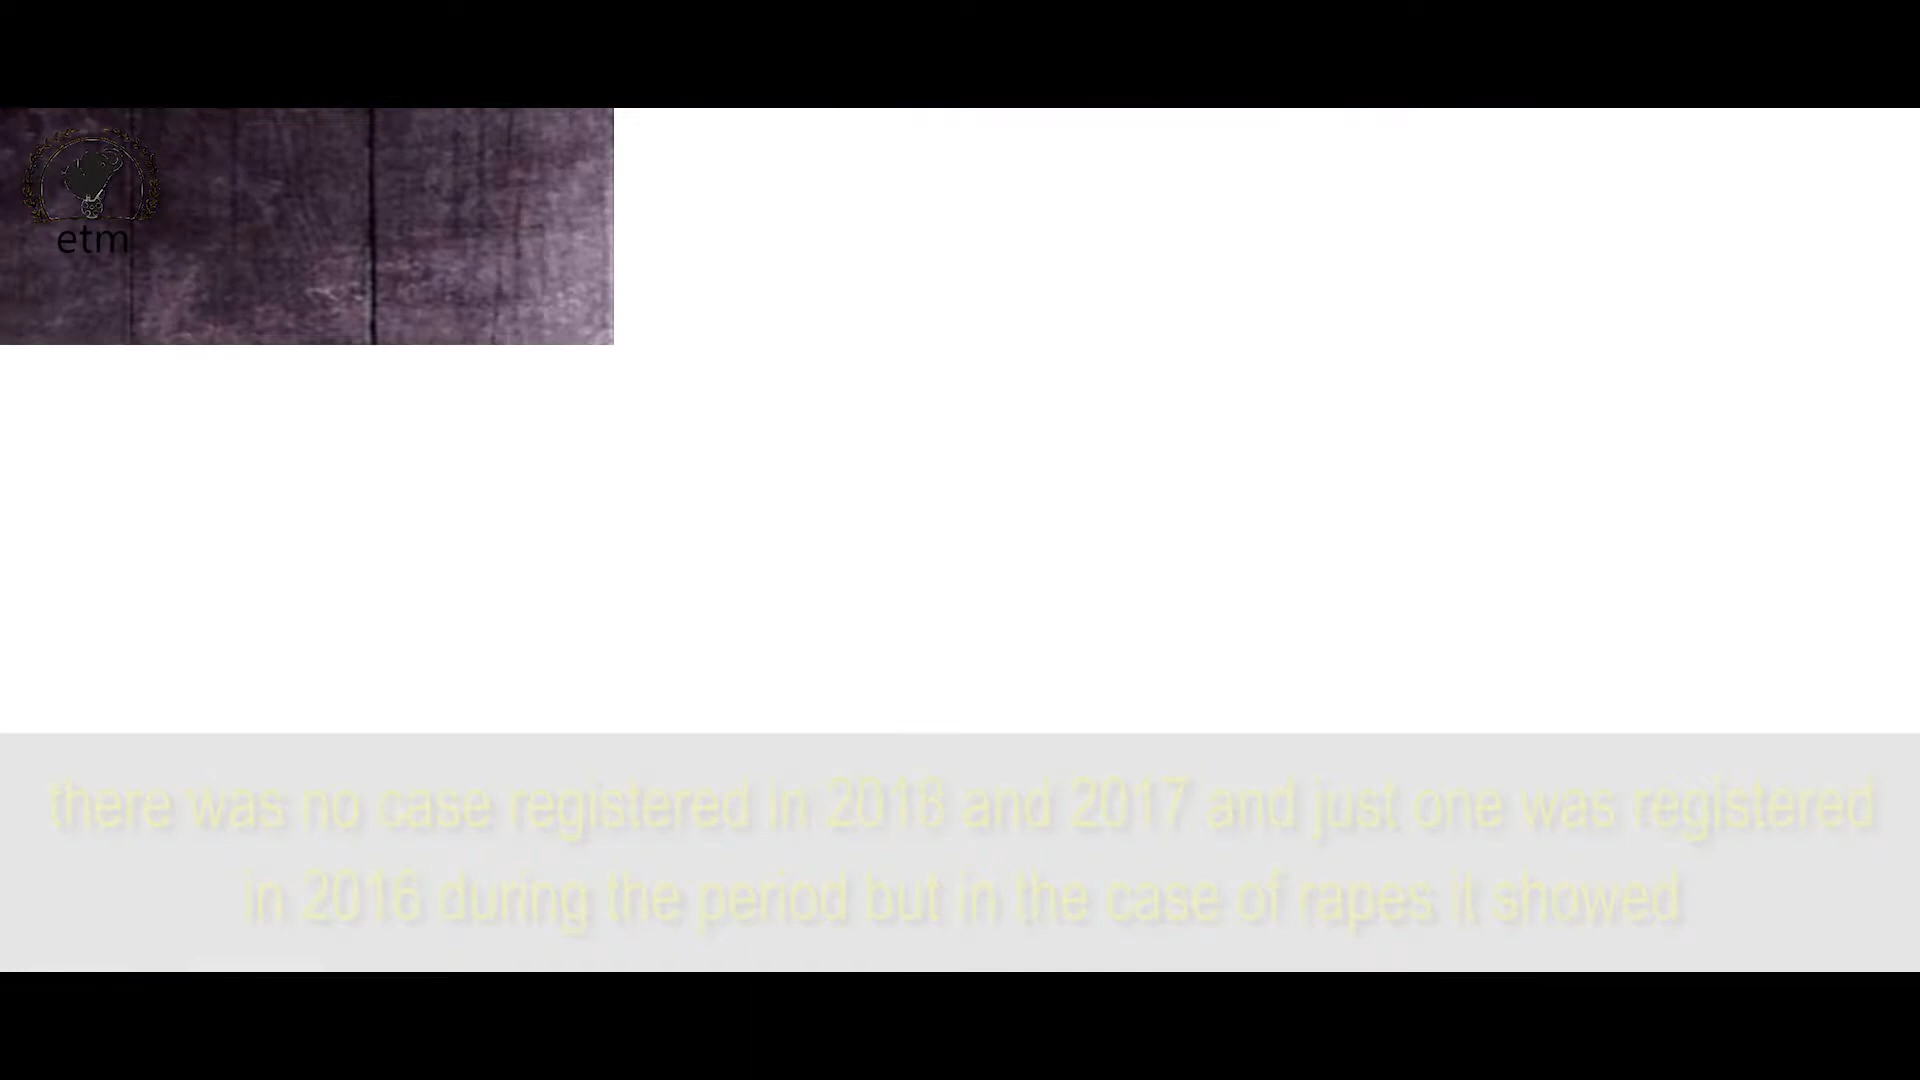 etm
there was no case registered in 2018 and 2017 and just one was registered
in 2016 during the period but in the case of rapes it showed